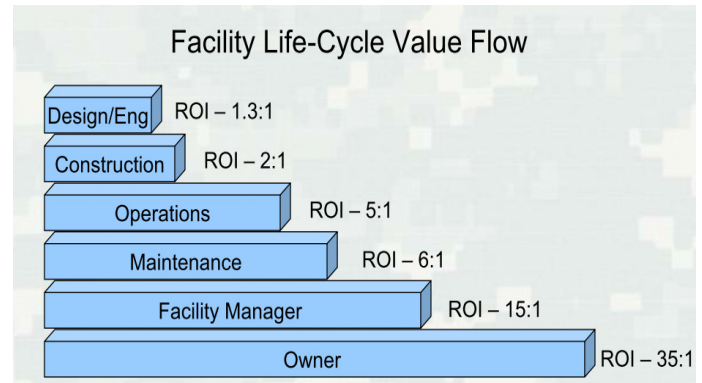 Facility Life-Cycle Value Flow
Design/Eng ROI – 1.3:1
Construction ROI – 2:1
Operations ROI – 5:1
Maintenance ROI – 6:1
Facility Manager ROI – 15:1
Owner ROI – 35:1